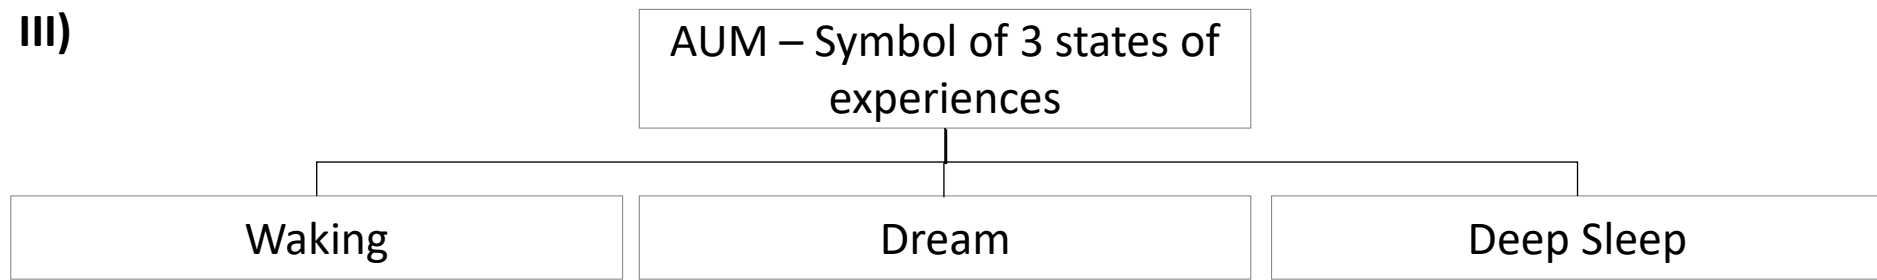 III)
AUM – Symbol of 3 states of
experiences
Waking
Dream
Deep Sleep